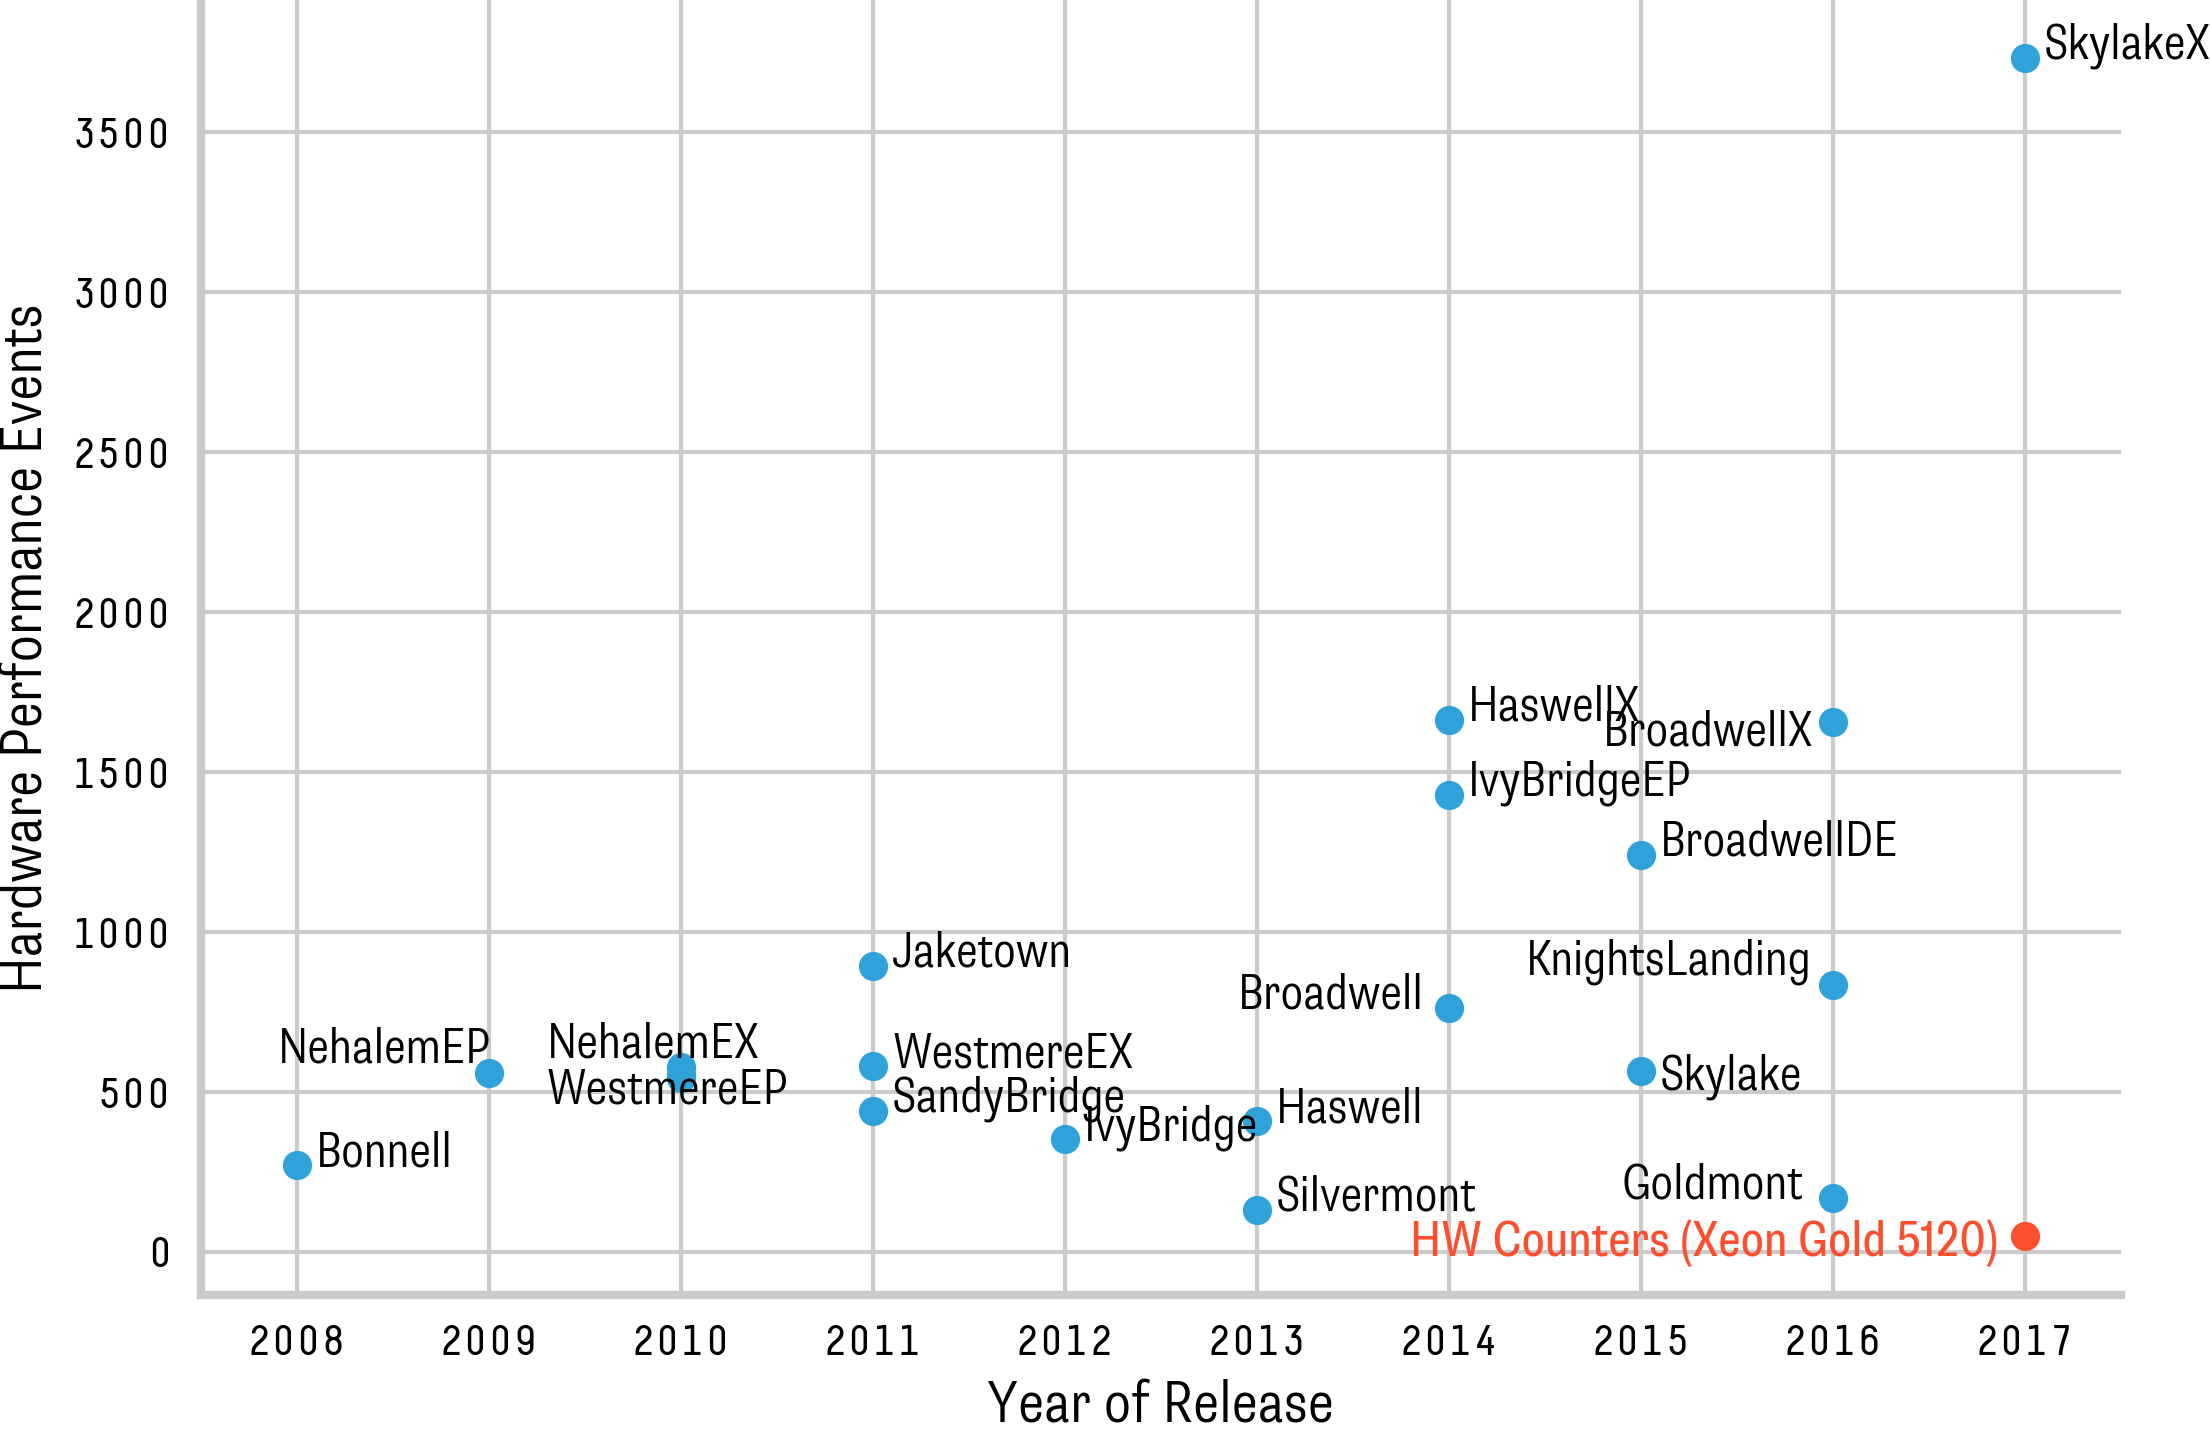 SkylakeX
3500
3000
2500
2000
HaswellX
BroadwellX
1500
IvyBridgeEP
BroadwellDE
1000
Jaketown
KnightsLanding
Broadwell
NehalemEP
NehalemEX
WestmereEX
WestmereEP
Skylake
500
SandyBridge
Haswell
IvyBridge
Bonnell
Goldmont
Silvermont
HW Counters (Xeon Gold 5120)
0
2008 2009 2010 2011 2012 2013 2014 2015 2016 2017
Year of Release
Hardware Performance Events